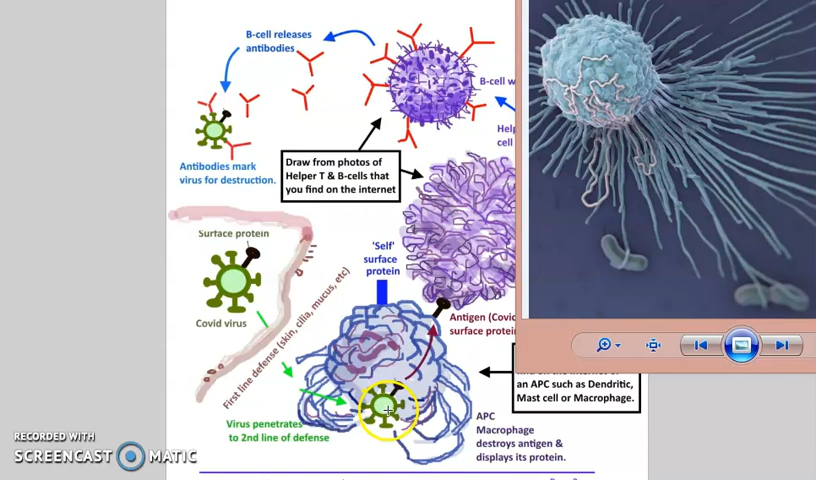 B-cell releases
antibodies
B-cell w
Help
cell
Antibodies mark
virus for destruction.
Draw from photos of
Helper T & B-cells that
you find on the internet
Surface protein
'Self'
surface
protein
Covid virus
First line defense (skin, cilia, mucus, etc)
Antigen (Covid
surface protein
an APC such as Dendritic,
Mast cell or Macrophage.
Virus penetrates
to 2nd line of defense
APC
Macrophage
destroys antigen &
displays its protein.
RECORDED WITH
SCREENCAST MATIC